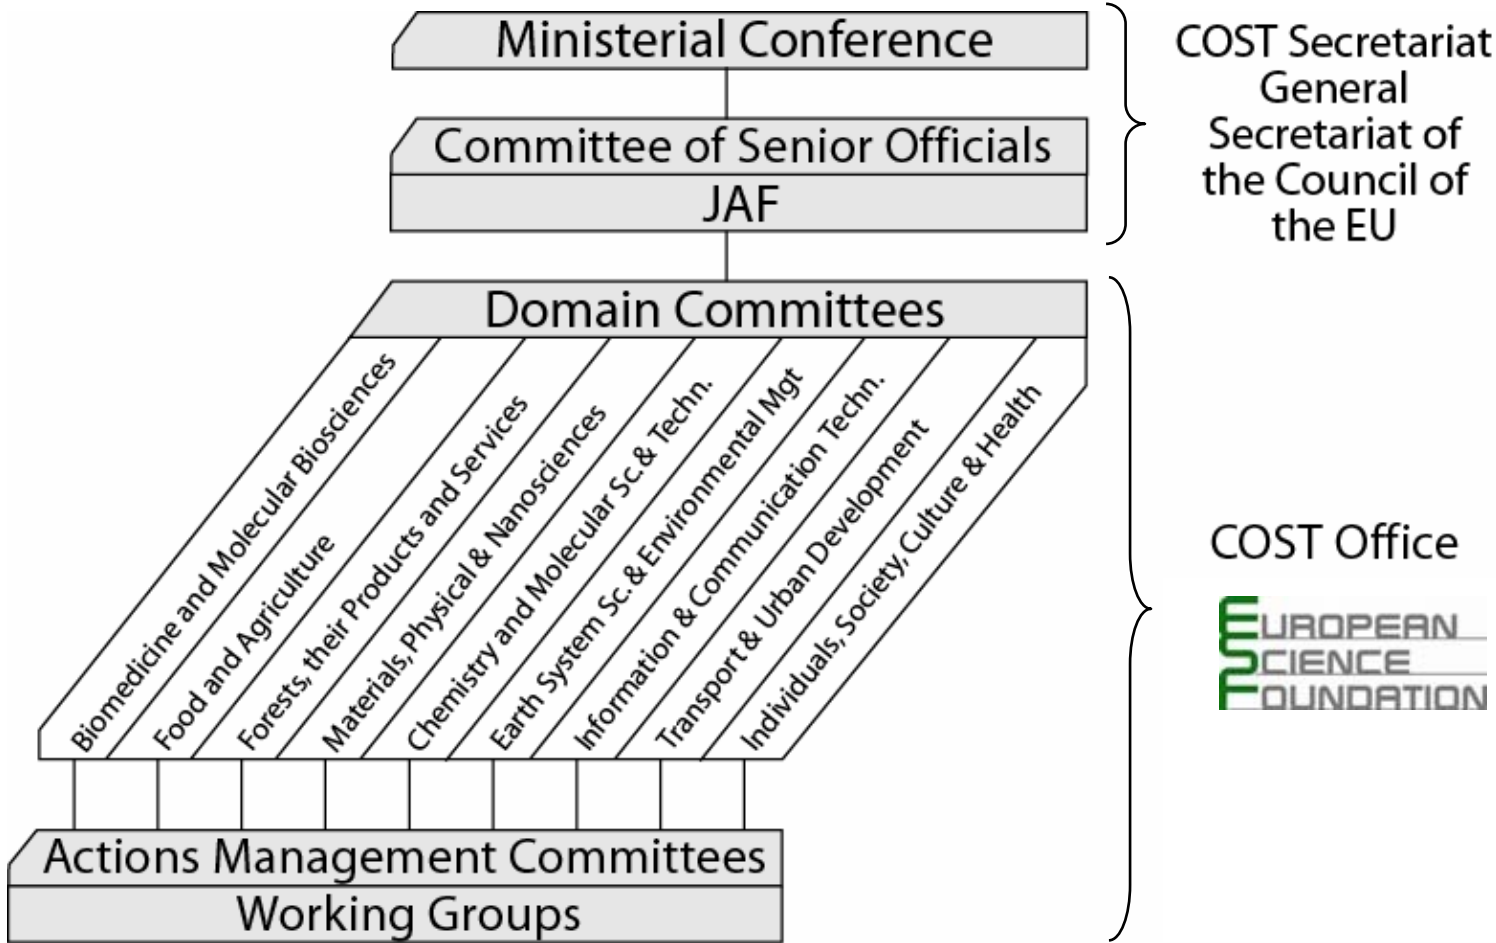 Ministerial Conference
Committee of Senior Officials
JAF
COST Secretariat
General
Secretariat of
the Council of
the EU
Domain Committees
Biomedicine and Molecular Biosciences
Food and Agriculture
Forests, their Products and Services
Materials, Physical & Nanosciences
Chemistry and Molecular Sc.& Techn.
Earth System Sc. & Environmental Mgt
Information & Communication Techn.
Transport & Urban Development
Individuals, Society, Culture & Health
Actions Management Committees
Working Groups
COST Office
EUROPEAN
SCIENCE
FOUNDATION